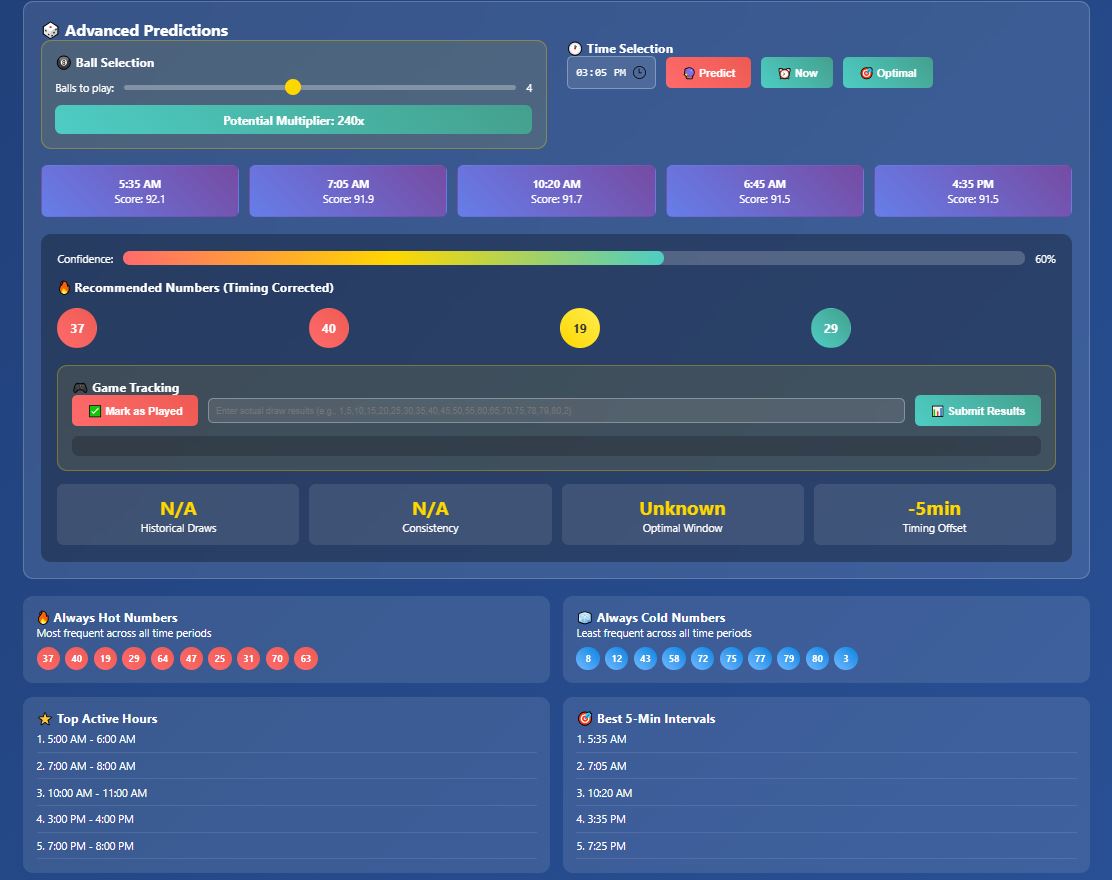 Advanced Predictions
Ball Selection
Balls to play: 4
Potential Multiplier: 240x
Time Selection
03:05 PM Predict Now Optimal
5:35 AM
Score: 92.1
7:05 AM
Score: 91.9
10:20 AM
Score: 91.7
6:45 AM
Score: 91.5
4:35 PM
Score: 91.5
Confidence: 60%
Recommended Numbers (Timing Corrected)
37 40 19 29
Game Tracking
Mark as Played Enter actual draw results (e.g., 1,5,10,15,20,25,30,35,40,45,50,55,60,65,70,75,78,79,80,2) Submit Results
N/A
Historical Draws
N/A
Consistency
Unknown
Optimal Window
-5min
Timing Offset
Always Hot Numbers
Most frequent across all time periods
37 40 19 29 64 47 25 31 70 63
Always Cold Numbers
Least frequent across all time periods
8 12 43 58 72 75 77 79 80 3
Top Active Hours
1. 5:00 AM - 6:00 AM
2. 7:00 AM - 8:00 AM
3. 10:00 AM - 11:00 AM
4. 3:00 PM - 4:00 PM
5. 7:00 PM - 8:00 PM
Best 5-Min Intervals
1. 5:35 AM
2. 7:05 AM
3. 10:20 AM
4. 3:35 PM
5. 7:25 PM